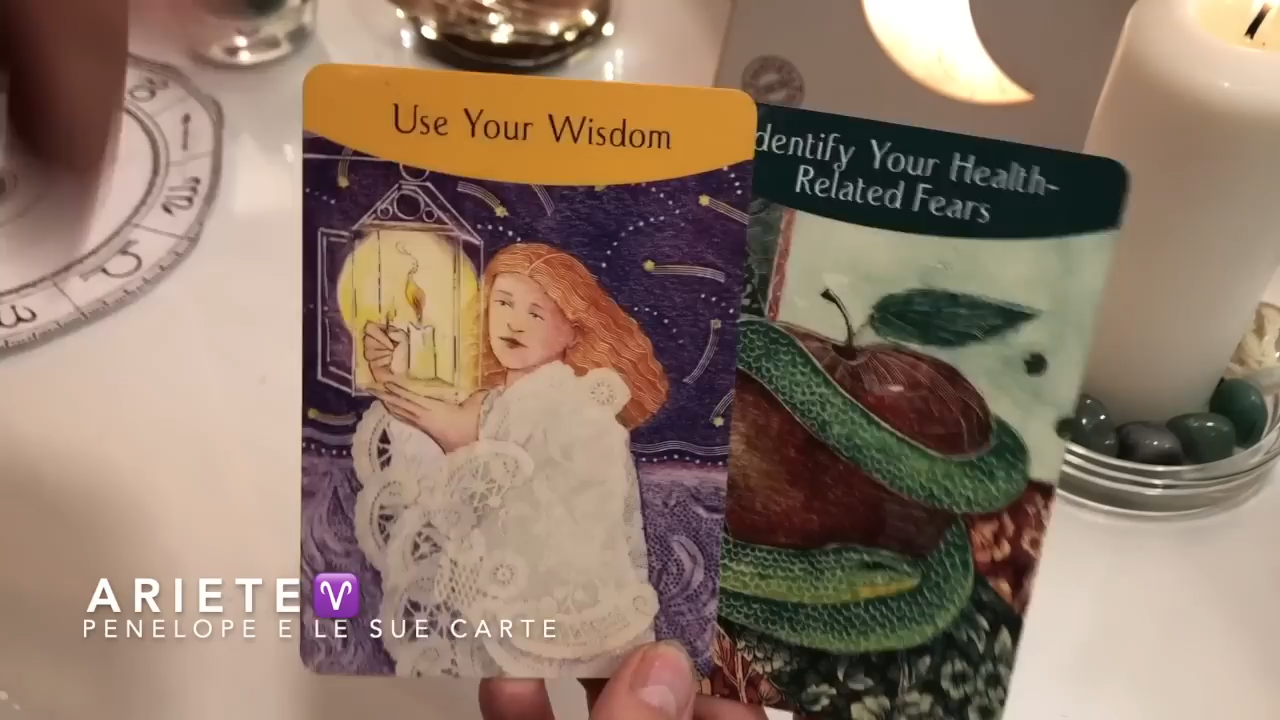 Use Your Wisdom
dentify Your Health-
Related Fears
ARIETE♈
PENELOPE E LE SUE CARTE